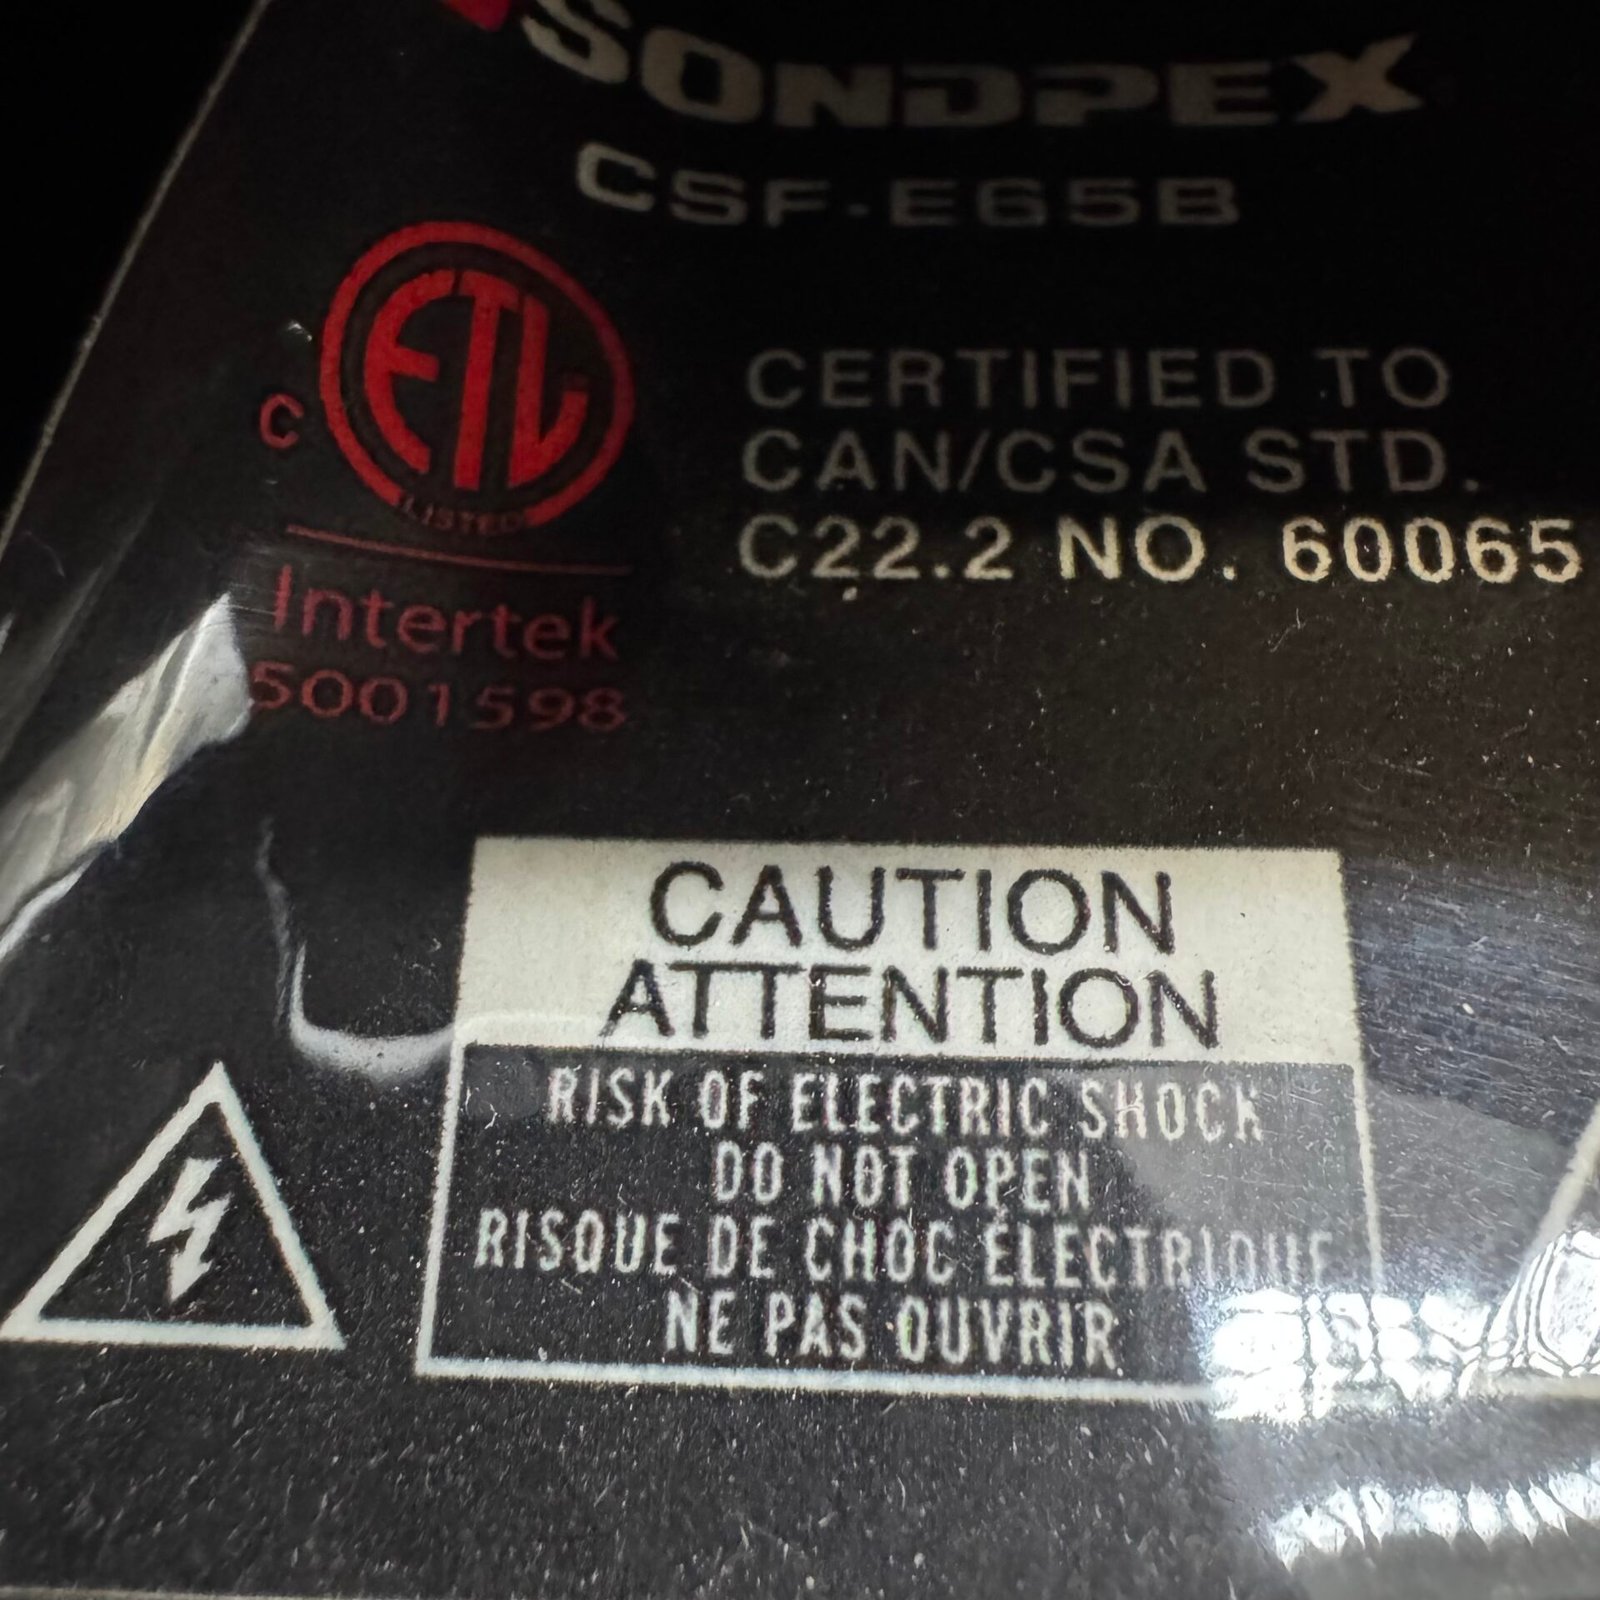 SONDPEX
CSF-E65B
C
ETL
LISTED
Intertek
5001598
CERTIFIED TO
CAN/CSA STD.
C22.2 NO. 60065
CAUTION
ATTENTION
RISK OF ELECTRIC SHOCK
DO NOT OPEN
RISQUE DE CHOC ÉLECTRIQUE
NE PAS OUVRIR